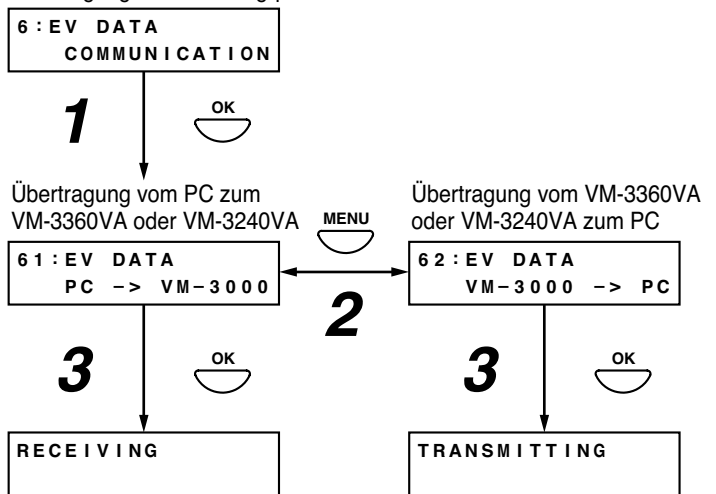 6:EV DATA
COMMUNICATION
1
OK
Übertragung vom PC zum
VM-3360VA oder VM-3240VA
MENU
Übertragung vom VM-3360VA
oder VM-3240VA zum PC
61:EV DATA
PC -> VM-3000
2
62:EV DATA
VM-3000 -> PC
3
OK
3
OK
RECEIVING
TRANSMITTING